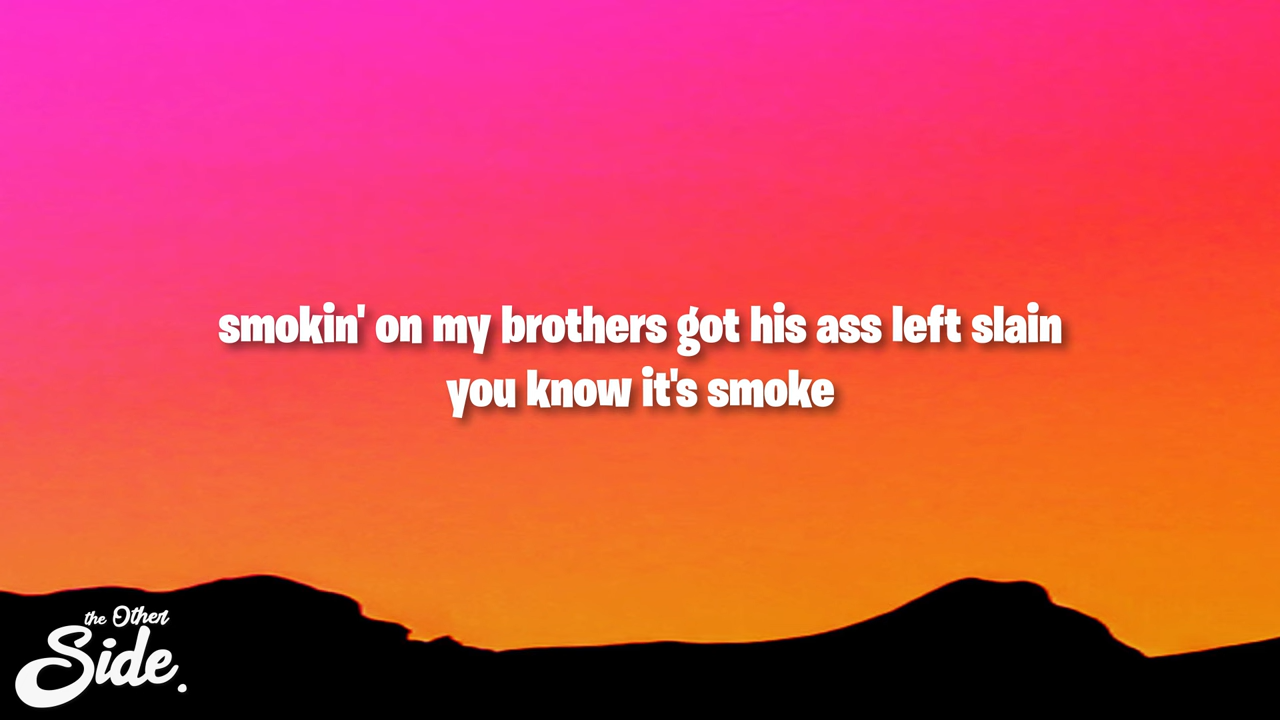 smokin' on my brothers got his ass left slain
you know it's smoke
the Other
Side.